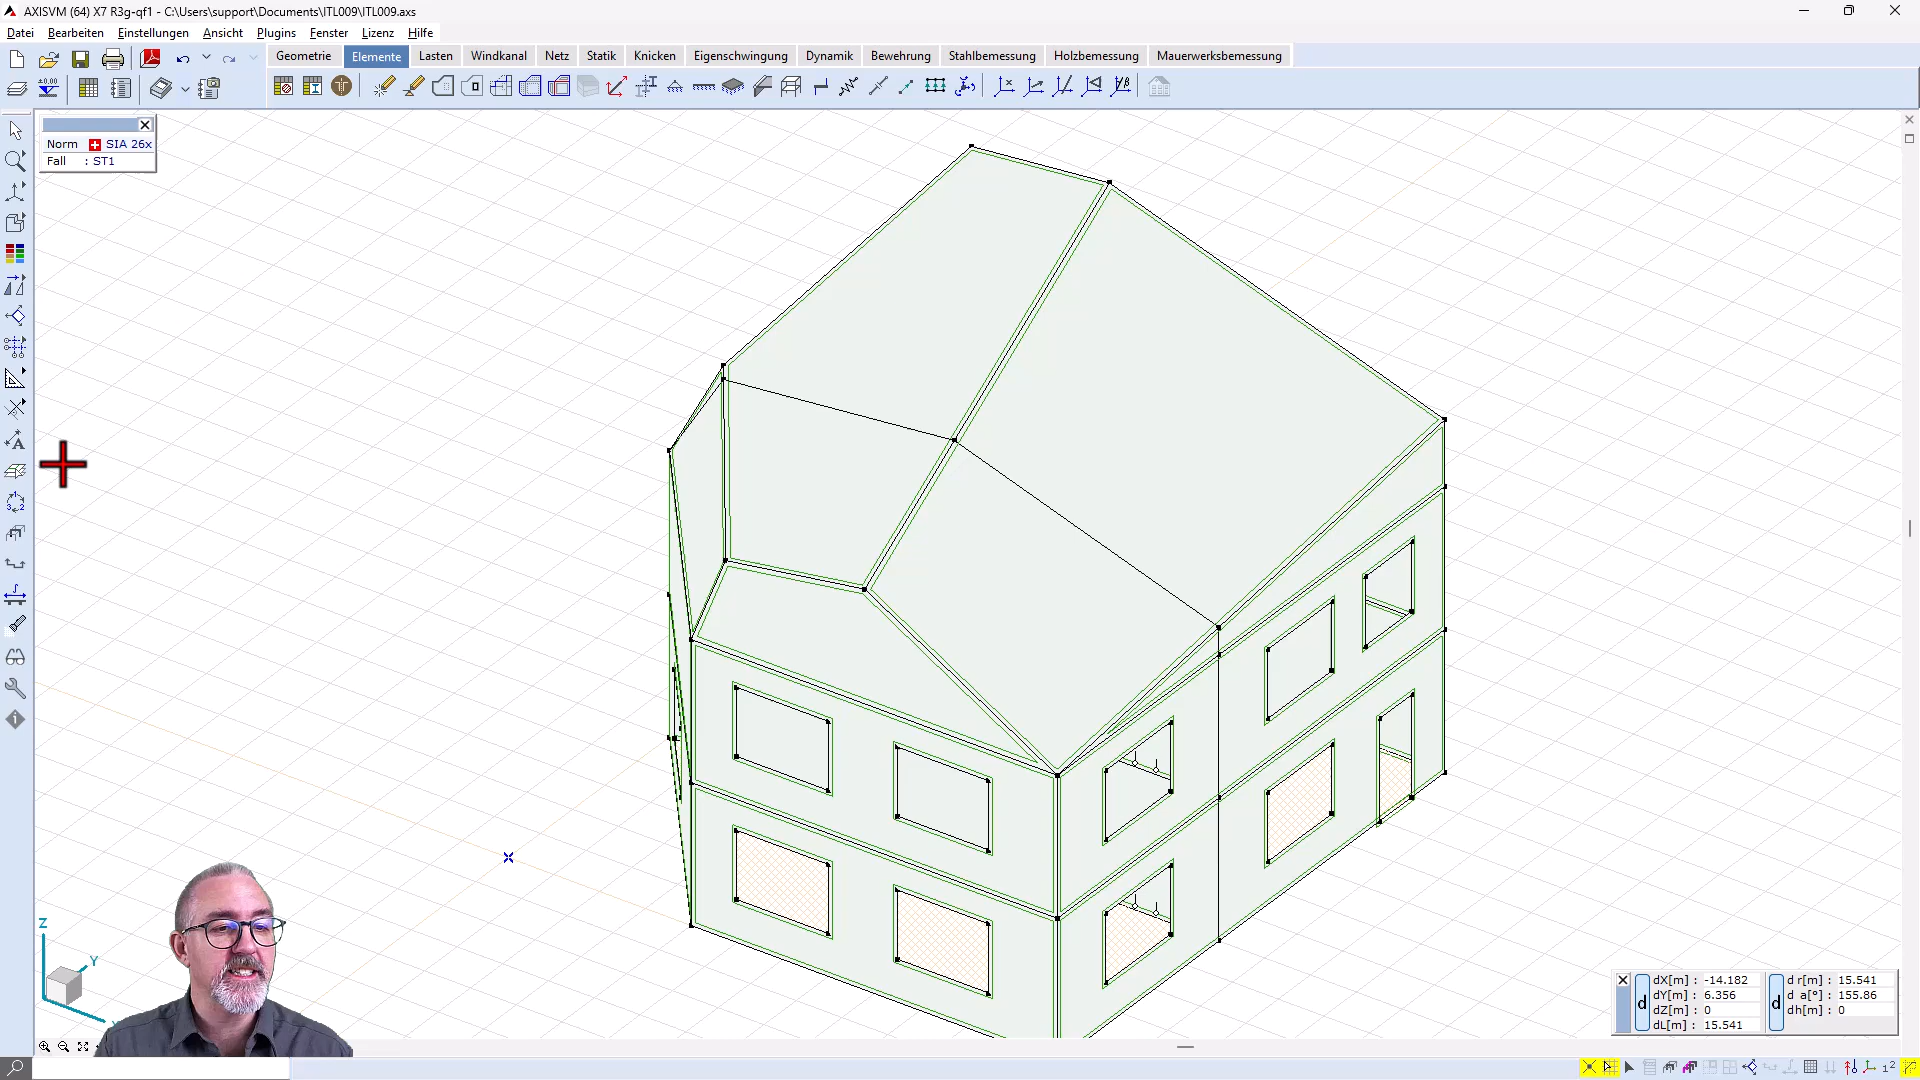 AXISVM (64) X7 R3g-qf1 - C:\Users\support\Documents\ITL009\ITL009.axs
Datei Bearbeiten Einstellungen Ansicht Plugins Fenster Lizenz Hilfe
Geometrie Elemente Lasten Windkanal Netz Statik Knicken Eigenschwingung Dynamik Bewehrung Stahlbemessung Holzbemessung Mauerwerksbemessung
Norm SIA 26x
Fall : ST1
Z
Y
dX[m] : -14.182
dY[m] : 6.356
dZ[m] : 0
dL[m] : 15.541
d
d
d r[m] : 15.541
d a[°] : 155.86
dh[m] : 0